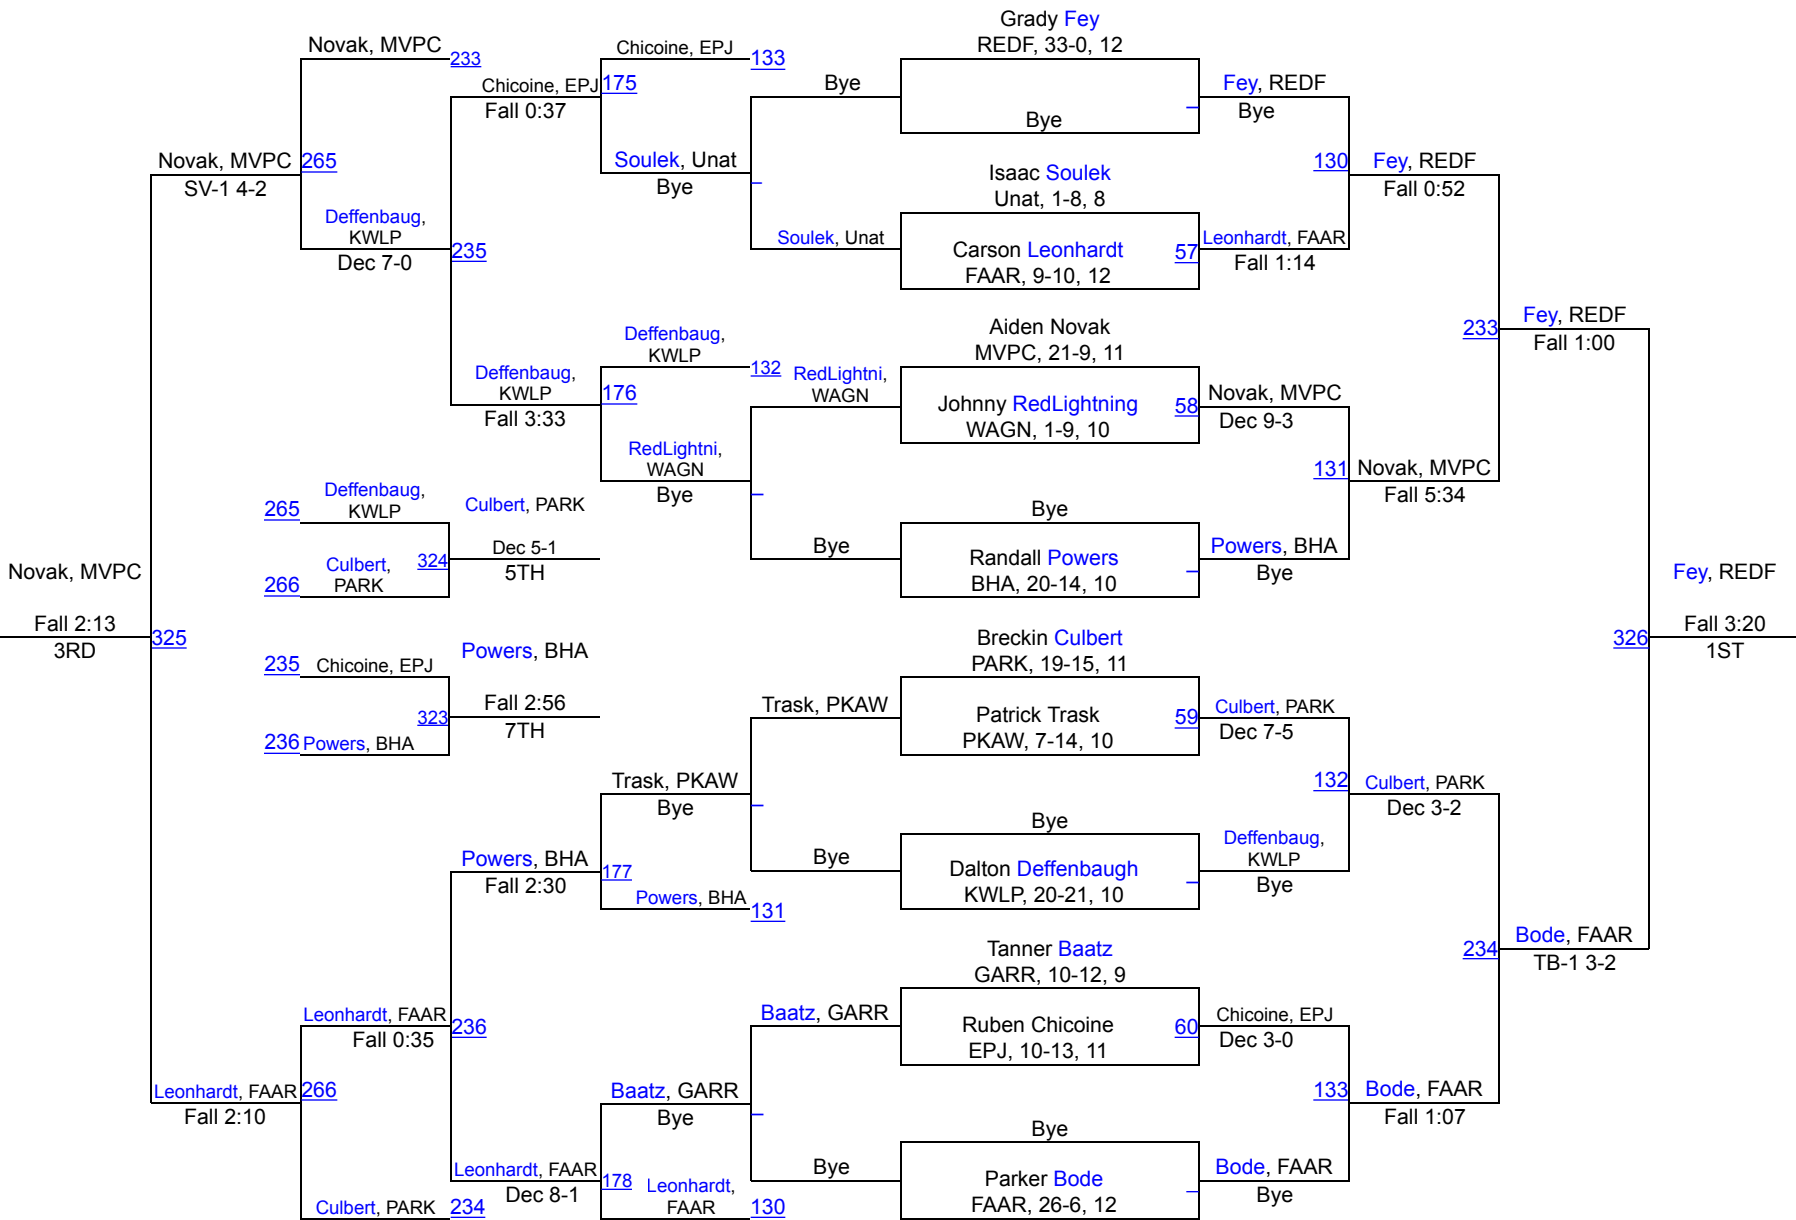 Grady Fey
REDF, 33-0, 12
Novak, MVPC
233
Chicoine, EPJ
133
Chicoine, EPJ
175
Fall 0:37
Bye
Fey, REDF
Bye
Bye
Novak, MVPC
265
SV-1 4-2
Soulek, Unat
Bye
Isaac Soulek
Unat, 1-8, 8
130
Fey, REDF
Fall 0:52
Deffenbaug,
KWLP
Dec 7-0
235
Soulek, Unat
Carson Leonhardt
FAAR, 9-10, 12
57
Leonhardt, FAAR
Fall 1:14
Deffenbaug,
KWLP
132
Aiden Novak
MVPC, 21-9, 11
233
Fey, REDF
Fall 1:00
Deffenbaug,
KWLP
Fall 3:33
176
RedLightni,
WAGN
Johnny RedLightning
WAGN, 1-9, 10
58
Novak, MVPC
Dec 9-3
RedLightni,
WAGN
Bye
131
Novak, MVPC
Fall 5:34
265
Deffenbaug,
KWLP
Culbert, PARK
Bye
266
Culbert,
PARK
324
Dec 5-1
5TH
Bye
Randall Powers
BHA, 20-14, 10
Powers, BHA
Bye
Novak, MVPC
Fall 2:13
3RD
325
Fey, REDF
326
Fall 3:20
1ST
235
Chicoine, EPJ
Powers, BHA
Breckin Culbert
PARK, 19-15, 11
236
Powers, BHA
323
Fall 2:56
7TH
Trask, PKAW
Patrick Trask
PKAW, 7-14, 10
59
Culbert, PARK
Dec 7-5
Trask, PKAW
Bye
132
Culbert, PARK
Dec 3-2
Bye
Powers, BHA
Fall 2:30
177
Powers, BHA
131
Bye
Dalton Deffenbaugh
KWLP, 20-21, 10
Deffenbaug,
KWLP
Bye
Tanner Baatz
GARR, 10-12, 9
234
Bode, FAAR
TB-1 3-2
Leonhardt, FAAR
Fall 0:35
236
Baatz, GARR
Ruben Chicoine
EPJ, 10-13, 11
60
Chicoine, EPJ
Dec 3-0
Leonhardt, FAAR
Fall 2:10
266
Baatz, GARR
Bye
133
Bode, FAAR
Fall 1:07
Bye
Leonhardt, FAAR
Dec 8-1
178
Leonhardt,
FAAR
130
Bye
Parker Bode
FAAR, 26-6, 12
Bode, FAAR
Bye
Culbert, PARK
234